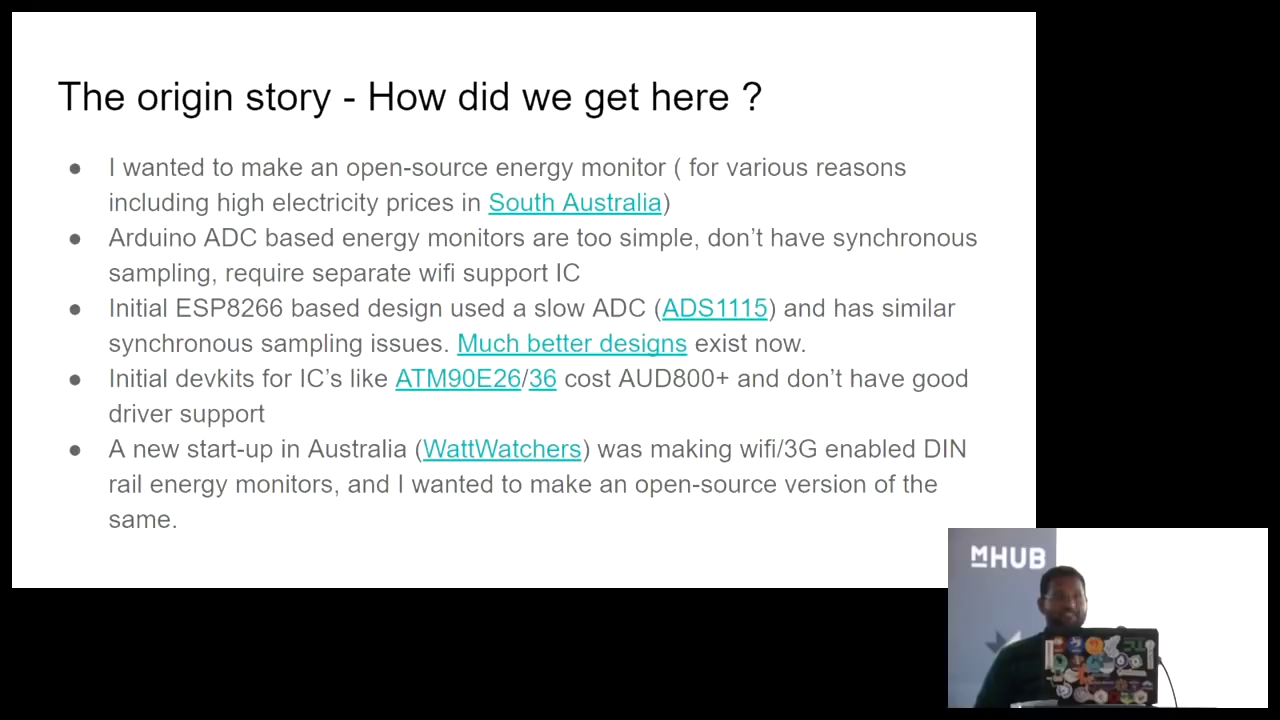 The origin story - How did we get here ?
● I wanted to make an open-source energy monitor ( for various reasons
including high electricity prices in South Australia)
● Arduino ADC based energy monitors are too simple, don’t have synchronous
sampling, require separate wifi support IC
● Initial ESP8266 based design used a slow ADC (ADS1115) and has similar
synchronous sampling issues. Much better designs exist now.
● Initial devkits for IC’s like ATM90E26/36 cost AUD800+ and don’t have good
driver support
● A new start-up in Australia (WattWatchers) was making wifi/3G enabled DIN
rail energy monitors, and I wanted to make an open-source version of the
same.
MHUB